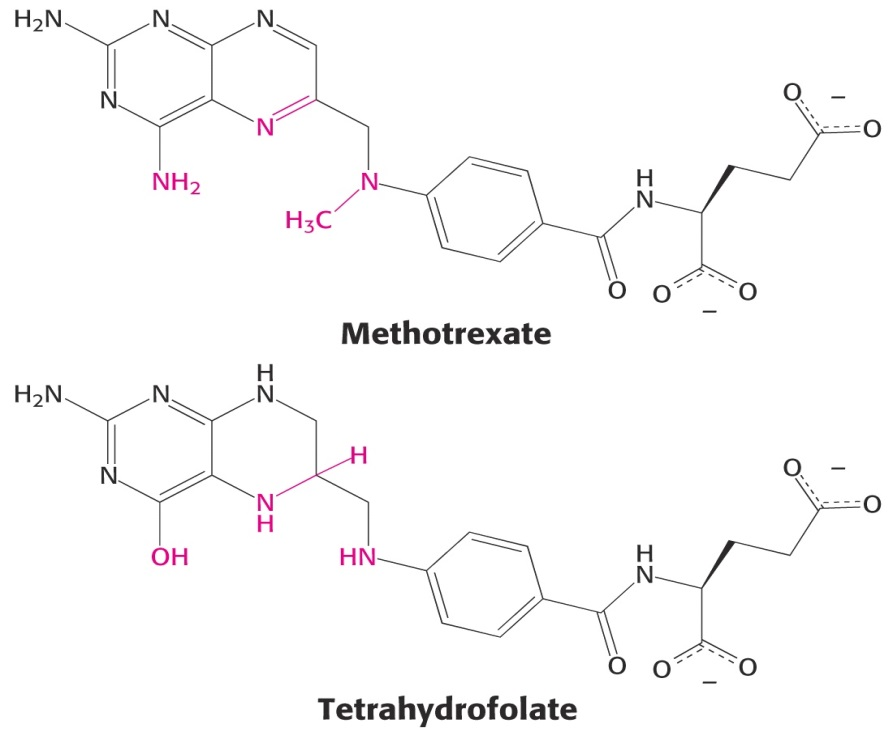 H₂N N N
N N
NH₂ N
H₃C
H
N
O –
O
O O O
–
Methotrexate
H
H₂N N N
N N
H
H
OH HN
H
N
O –
O
O O O
–
Tetrahydrofolate